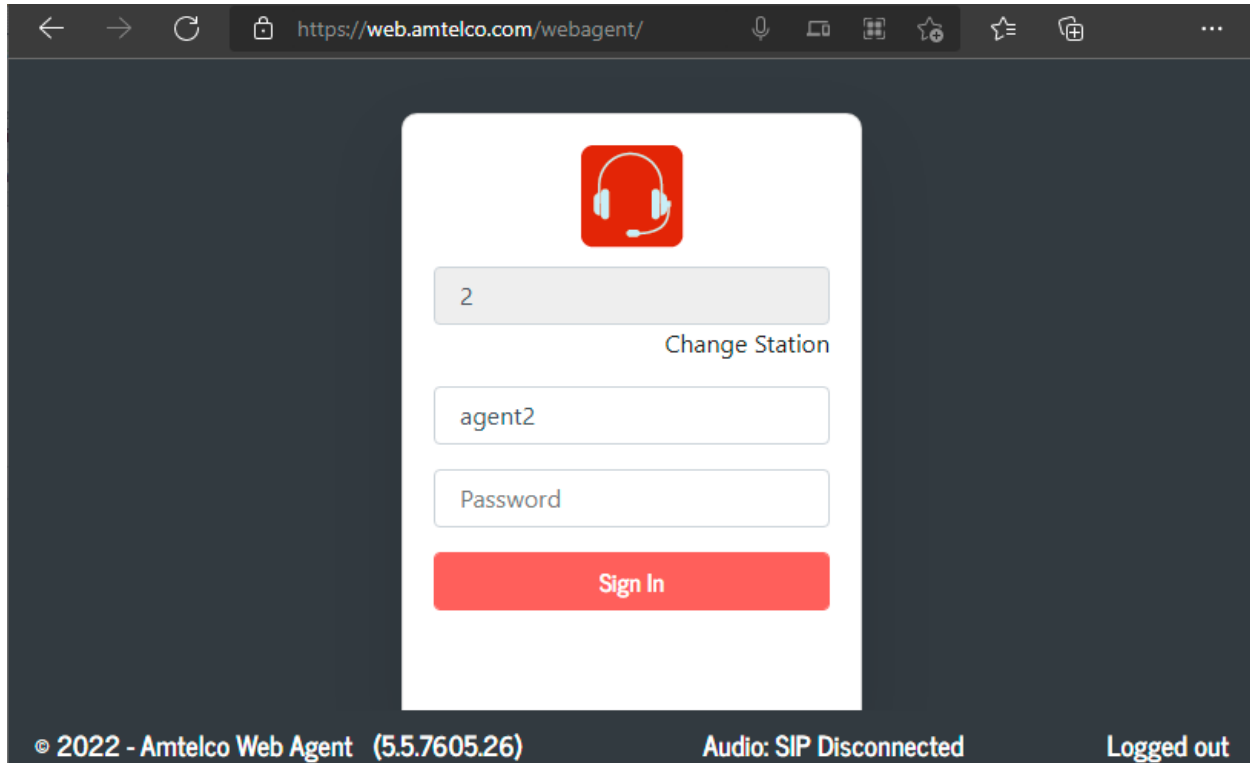 https://web.amtelco.com/webagent/
2
Change Station
agent2
Password
Sign In
© 2022 - Amtelco Web Agent (5.5.7605.26) Audio: SIP Disconnected Logged out